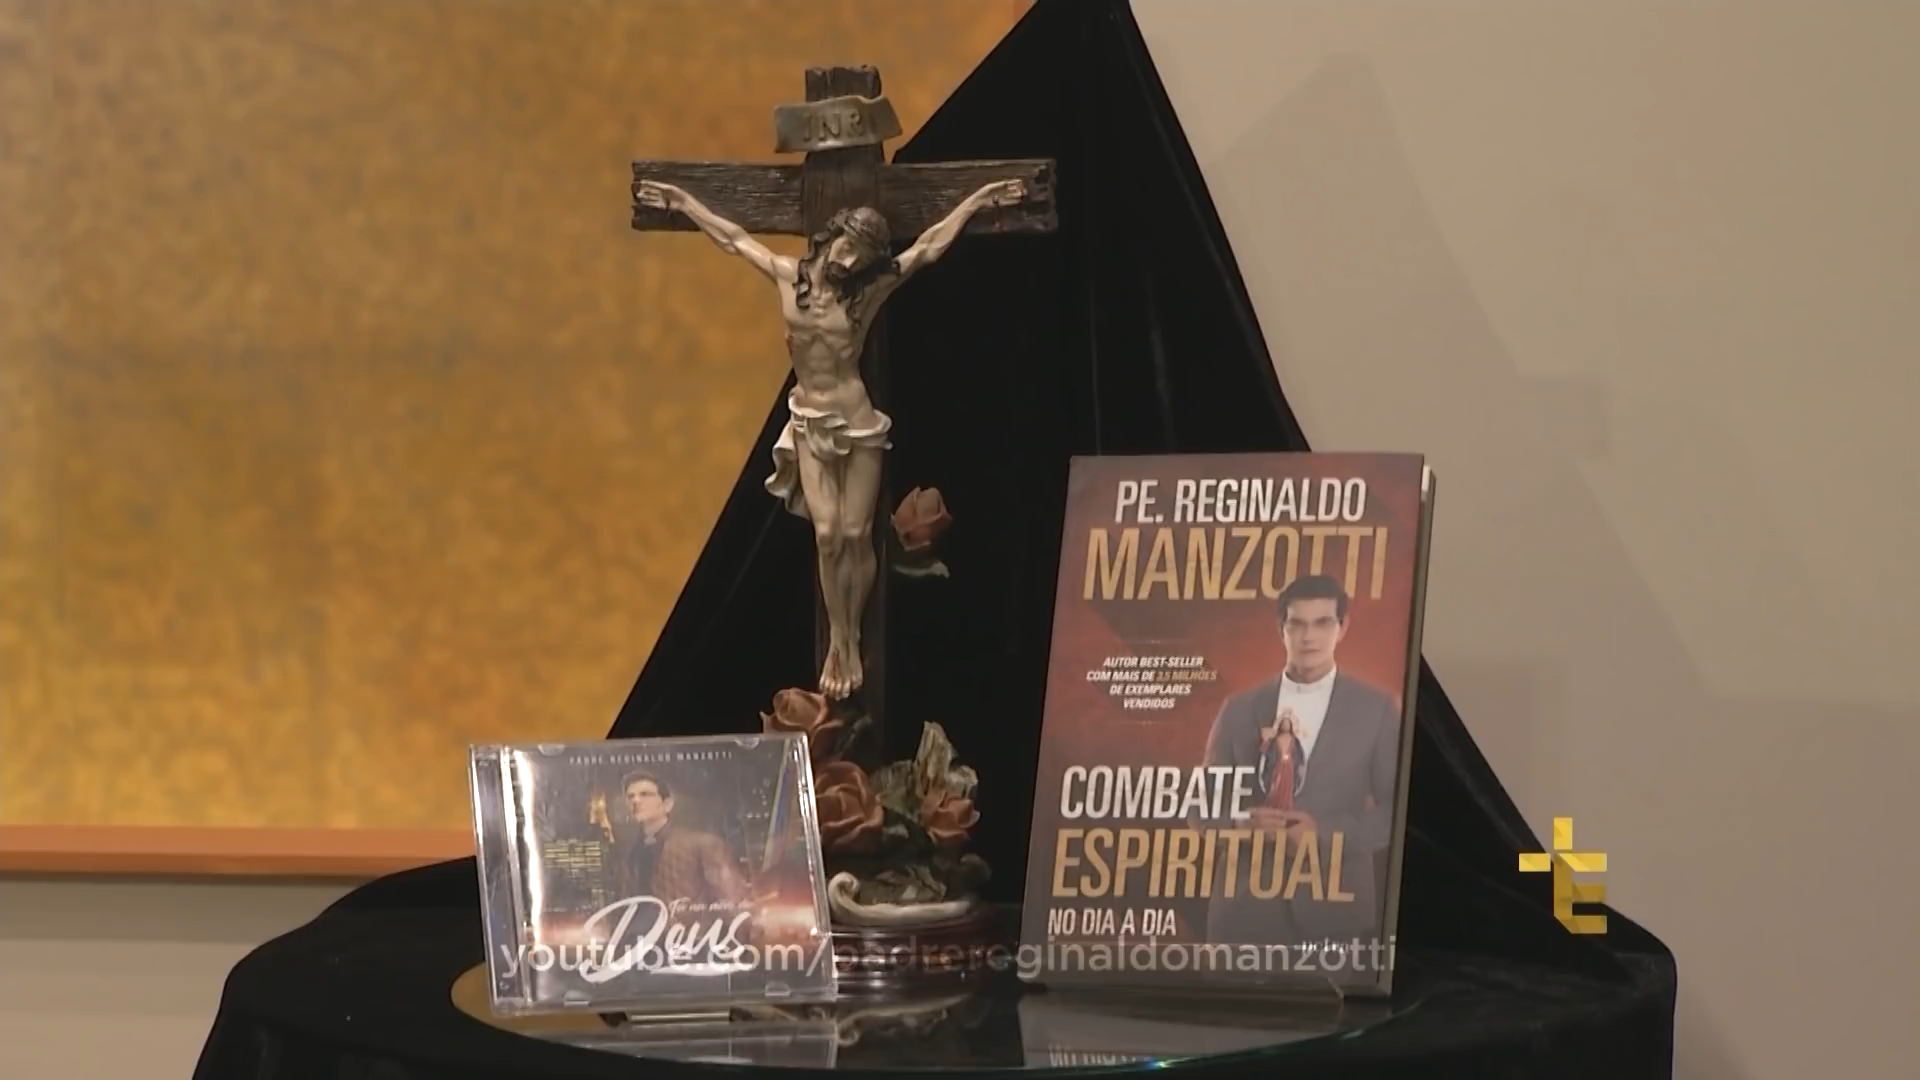 INRI
PE. REGINALDO
MANZOTTI
AUTOR BEST-SELLER
COM MAIS DE 3,5 MILHÕES
DE EXEMPLARES
VENDIDOS
COMBATE
ESPIRITUAL
NO DIA A DIA
petra
PADRE REGINALDO MANZOTTI
Deus
youtube.com/padrereginaldomanzotti